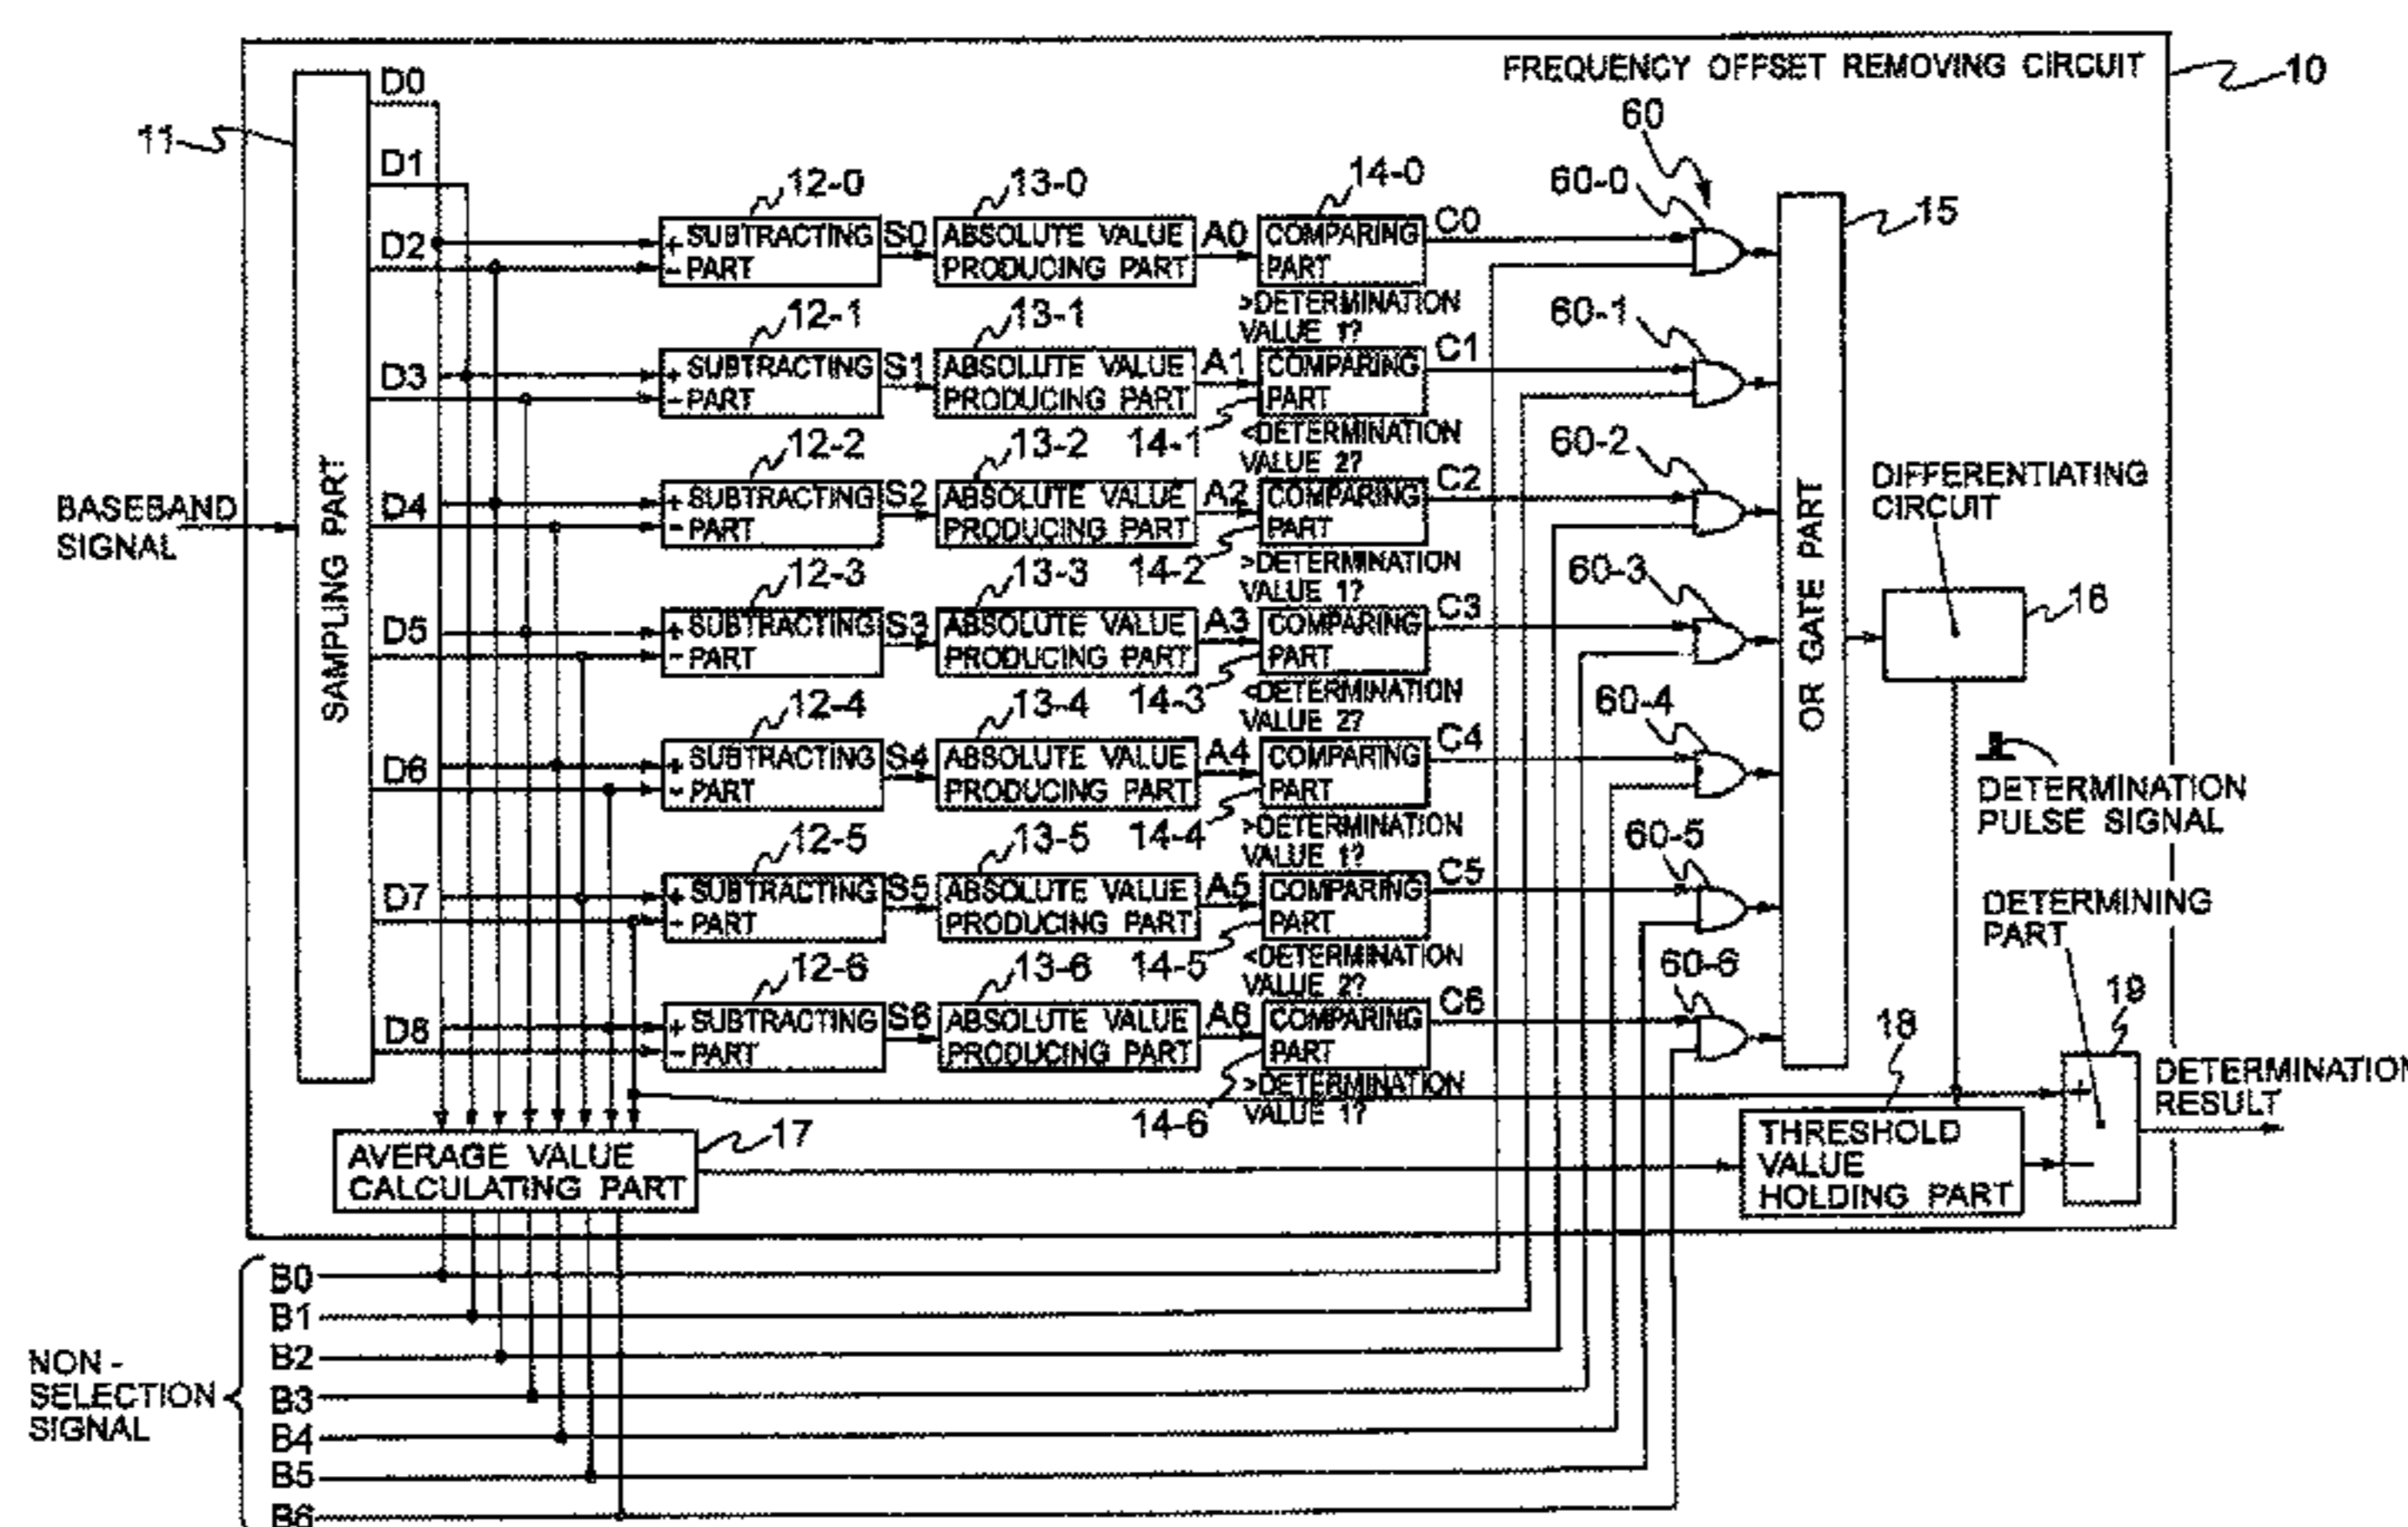 FREQUENCY OFFSET REMOVING CIRCUIT
10
11
SAMPLING PART
BASEBAND
SIGNAL
D0
D1
D2
D3
D4
D5
D6
D7
D8
12-0
+ SUBTRACTING
- PART
S0
13-0
ABSOLUTE VALUE
PRODUCING PART
A0
14-0
COMPARING
PART
C0
>DETERMINATION
VALUE 1?
12-1
+ SUBTRACTING
- PART
S1
13-1
ABSOLUTE VALUE
PRODUCING PART
A1
COMPARING
PART
14-1
C1
<DETERMINATION
VALUE 2?
12-2
+ SUBTRACTING
- PART
S2
13-2
ABSOLUTE VALUE
PRODUCING PART
A2
COMPARING
PART
14-2
C2
>DETERMINATION
VALUE 1?
12-3
+ SUBTRACTING
- PART
S3
13-3
ABSOLUTE VALUE
PRODUCING PART
A3
COMPARING
PART
14-3
C3
<DETERMINATION
VALUE 2?
12-4
+ SUBTRACTING
- PART
S4
13-4
ABSOLUTE VALUE
PRODUCING PART
A4
COMPARING
PART
14-4
C4
>DETERMINATION
VALUE 1?
12-5
+ SUBTRACTING
- PART
S5
13-5
ABSOLUTE VALUE
PRODUCING PART
A5
COMPARING
PART
14-5
C5
<DETERMINATION
VALUE 2?
12-6
+ SUBTRACTING
- PART
S6
13-6
ABSOLUTE VALUE
PRODUCING PART
A6
COMPARING
PART
14-6
C6
>DETERMINATION
VALUE 1?
60
60-0
60-1
60-2
60-3
60-4
60-5
60-6
OR GATE PART
15
DIFFERENTIATING
CIRCUIT
16
DETERMINATION
PULSE SIGNAL
DETERMINING
PART
19
+
-
DETERMINATION
RESULT
18
THRESHOLD
VALUE
HOLDING PART
17
AVERAGE VALUE
CALCULATING PART
NON -
SELECTION
SIGNAL
B0
B1
B2
B3
B4
B5
B6